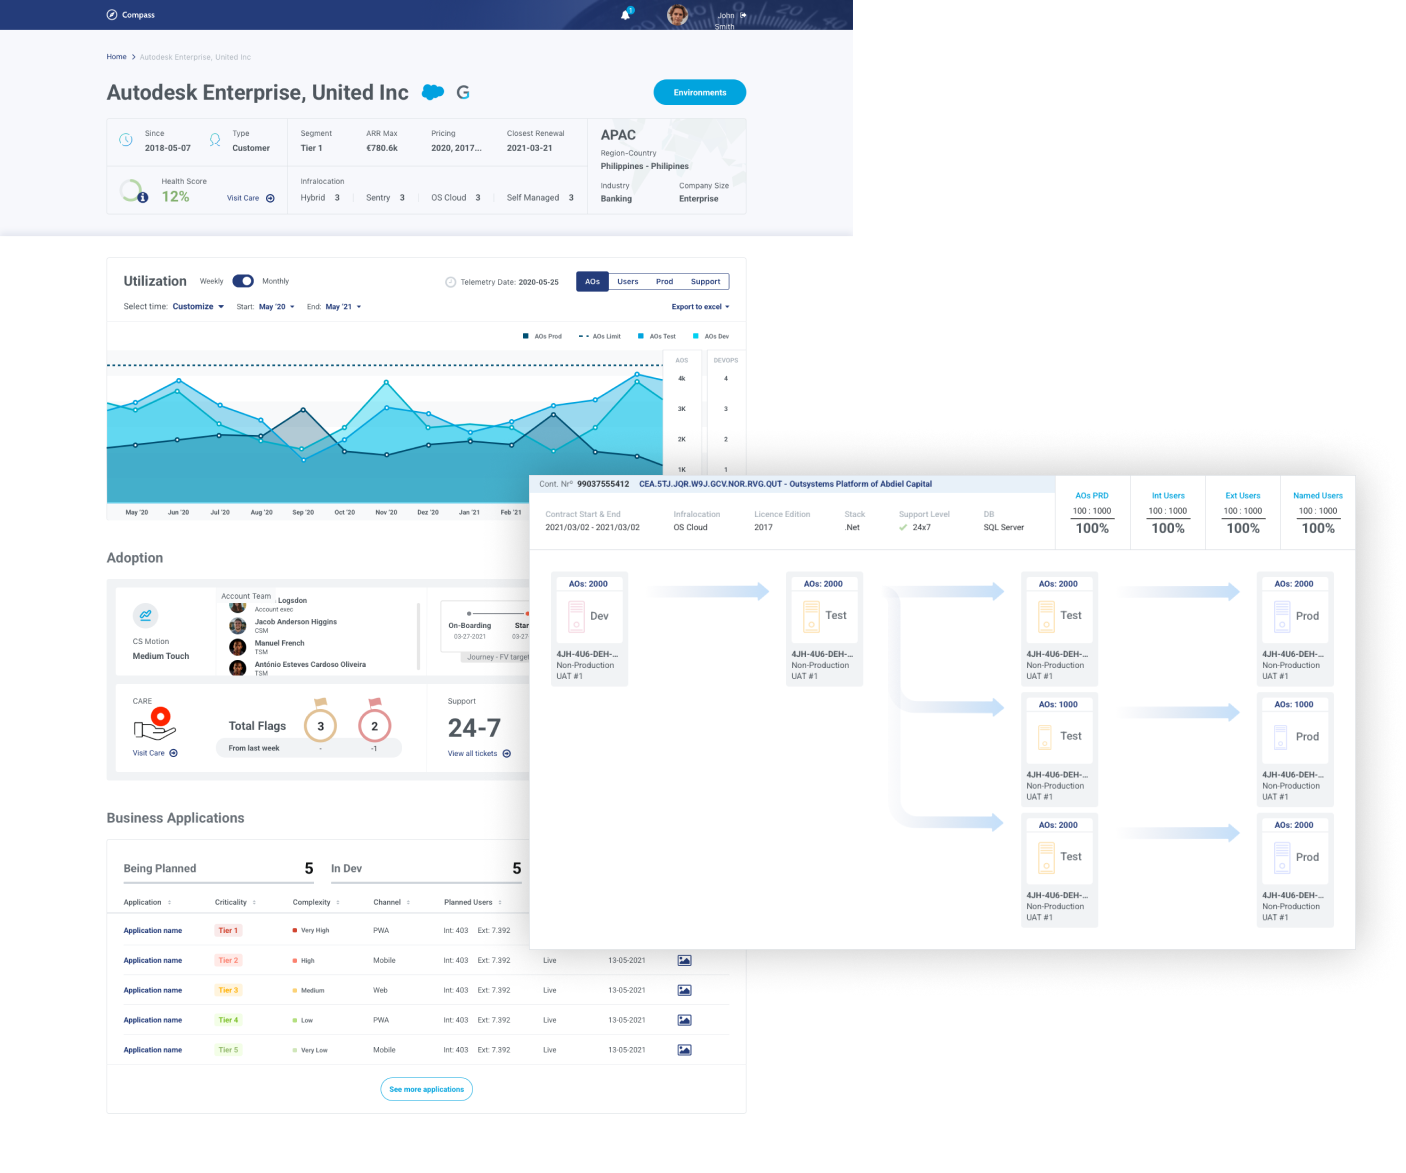 Compass
1
John
Smith
Home > Autodesk Enterprise, United Inc
Autodesk Enterprise, United Inc
G
Environments
Since
2018-05-07
Type
Customer
Segment
Tier 1
ARR Max
€780.6k
Pricing
2020, 2017...
Closest Renewal
2021-03-21
APAC
Region-Country
Philippines - Philipines
Industry
Banking
Company Size
Enterprise
Health Score
12%
Visit Care
Infralocation
Hybrid 3
Sentry 3
OS Cloud 3
Self Managed 3
Utilization
Weekly
Monthly
Telemetry Date: 2020-05-25
AOs
Users
Prod
Support
Select time: Customize
Start: May '20
End: May '21
Export to excel
AOs Prod
AOs Limit
AOs Test
AOs Dev
AOS
DEVOPS
4k 4
3K 3
2K 2
1K 1
May '20
Jun '20
Jul '20
Aug '20
Sep '20
Oct '20
Nov '20
Dez '20
Jan '21
Feb '21
Cont. Nrº 99037555412 CEA.5TJ.JQR.W9J.GCV.NOR.RVG.QUT - Outsystems Platform of Abdiel Capital
Contract Start & End
2021/03/02 - 2021/03/02
Infralocation
OS Cloud
Licence Edition
2017
Stack
.Net
Support Level
24x7
DB
SQL Server
AOs PRD
100 : 1000
100%
Int Users
100 : 1000
100%
Ext Users
100 : 1000
100%
Named Users
100 : 1000
100%
AOs: 2000
Dev
4JH-4U6-DEH-...
Non-Production
UAT #1
AOs: 2000
Test
4JH-4U6-DEH-...
Non-Production
UAT #1
AOs: 2000
Test
4JH-4U6-DEH-...
Non-Production
UAT #1
AOs: 2000
Prod
4JH-4U6-DEH-...
Non-Production
UAT #1
AOs: 1000
Test
4JH-4U6-DEH-...
Non-Production
UAT #1
AOs: 1000
Prod
4JH-4U6-DEH-...
Non-Production
UAT #1
AOs: 2000
Test
4JH-4U6-DEH-...
Non-Production
UAT #1
AOs: 2000
Prod
4JH-4U6-DEH-...
Non-Production
UAT #1
Adoption
CS Motion
Medium Touch
Account Team
Logsdon
Account exec
Jacob Anderson Higgins
CSM
Manuel French
TSM
António Esteves Cardoso Oliveira
TSM
On-Boarding
03-27-2021
Star
03-27
Journey - FV target
CARE
Visit Care
Total Flags
3
2
From last week
-
-1
Support
24-7
View all tickets
Business Applications
Being Planned 5
In Dev 5
Application
Criticality
Complexity
Channel
Planned Users
Application name Tier 1 Very High PWA Int: 403 Ext: 7.392
Application name Tier 2 High Mobile Int: 403 Ext: 7.392 Live 13-05-2021
Application name Tier 3 Medium Web Int: 403 Ext: 7.392 Live 13-05-2021
Application name Tier 4 Low PWA Int: 403 Ext: 7.392 Live 13-05-2021
Application name Tier 5 Very Low Mobile Int: 403 Ext: 7.392 Live 13-05-2021
See more applications